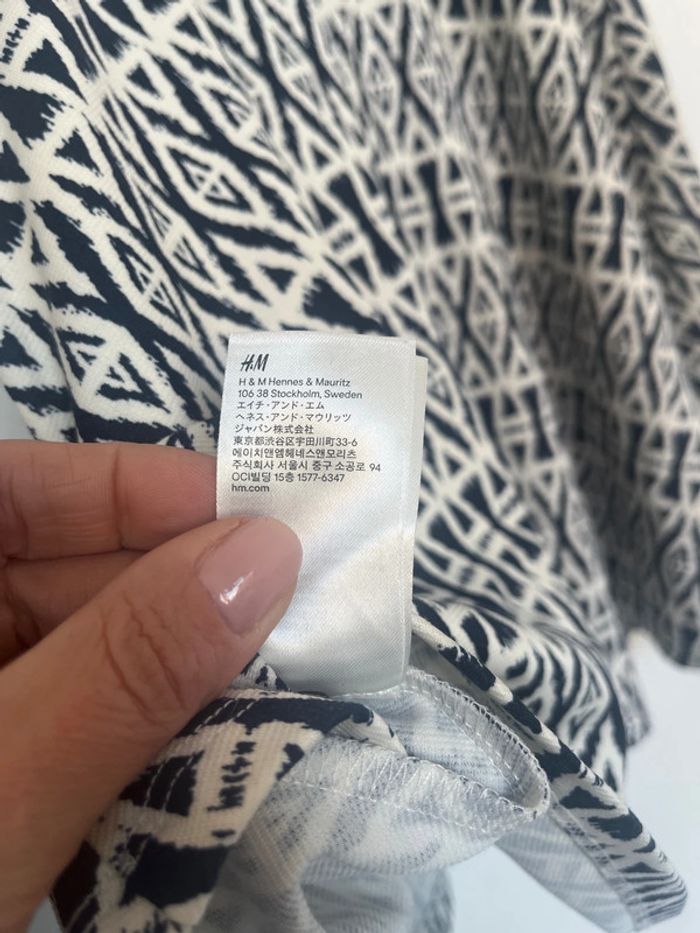 H&M
H & M Hennes & Mauritz
106 38 Stockholm, Sweden
エイチ・アンド・エム
ヘネス・アンド・マウリッツ
ジャパン株式会社
東京都渋谷区宇田川町33-6
에이치앤엠헤네스앤모리츠
주식회사 서울시 중구 소공로 94
OCI빌딩 15층 1577-6347
hm.com